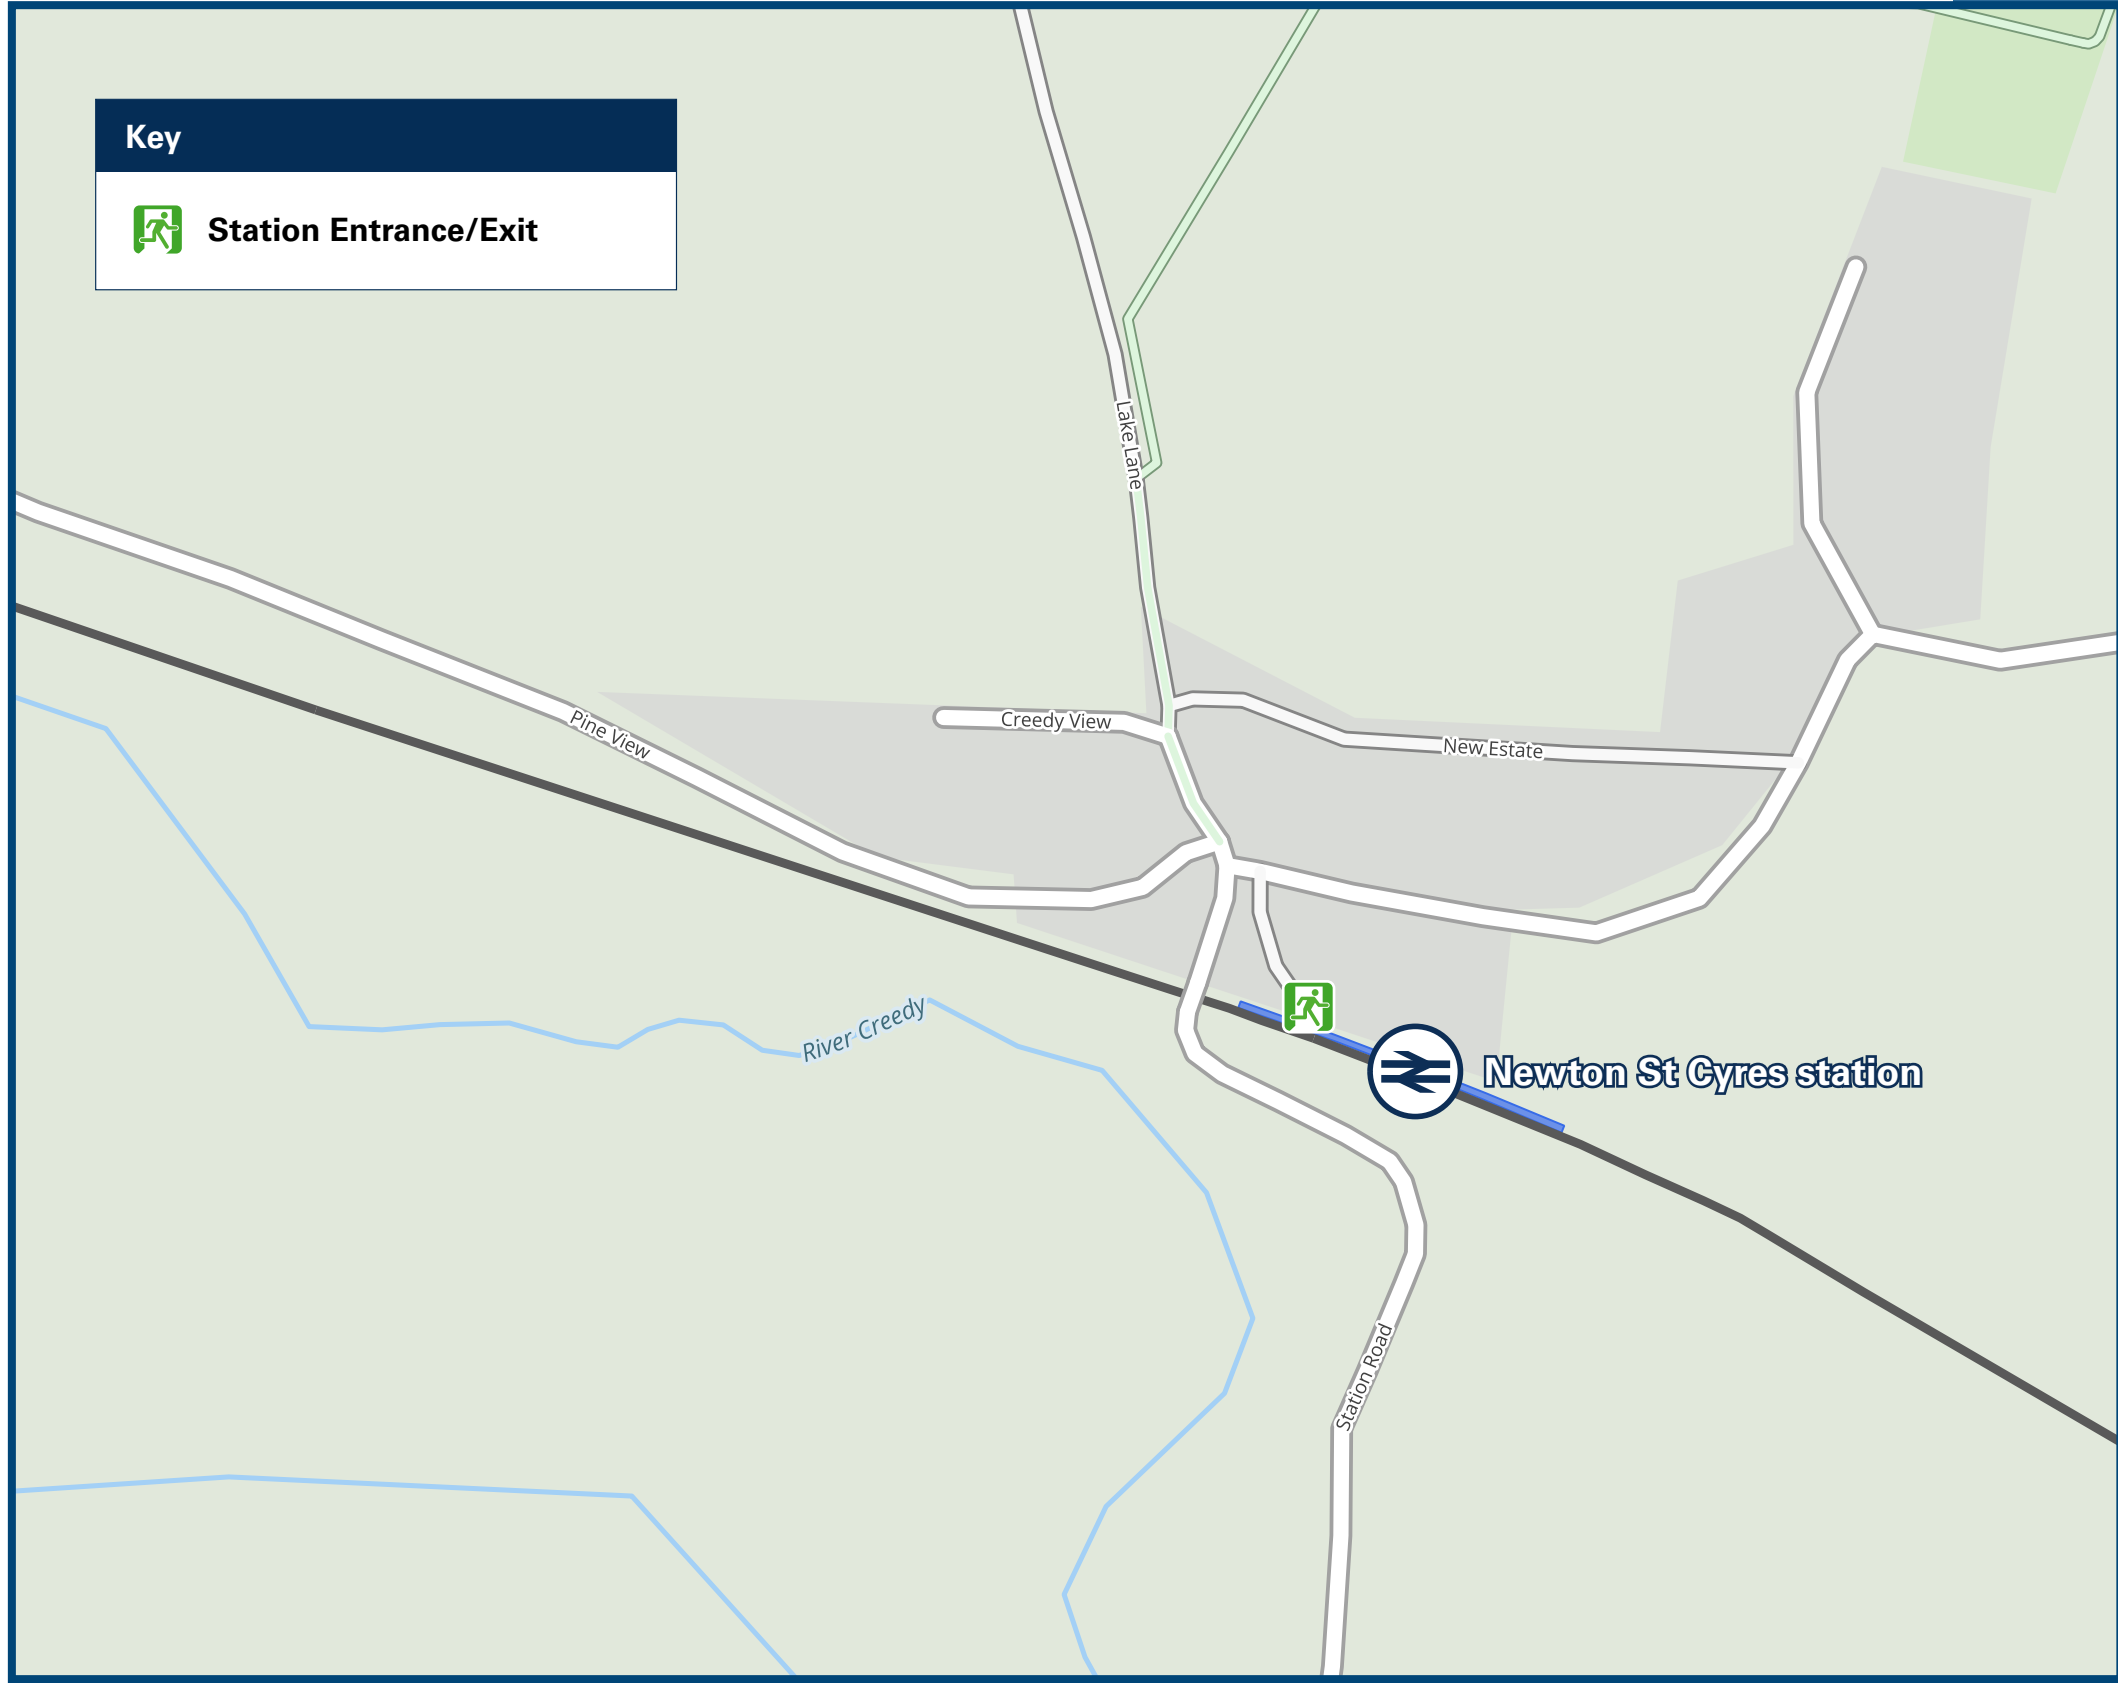 Key
Station Entrance/Exit
Lake Lane
Creedy View
Pine View
New Estate
River Creedy
Newton St Cyres station
Station Road